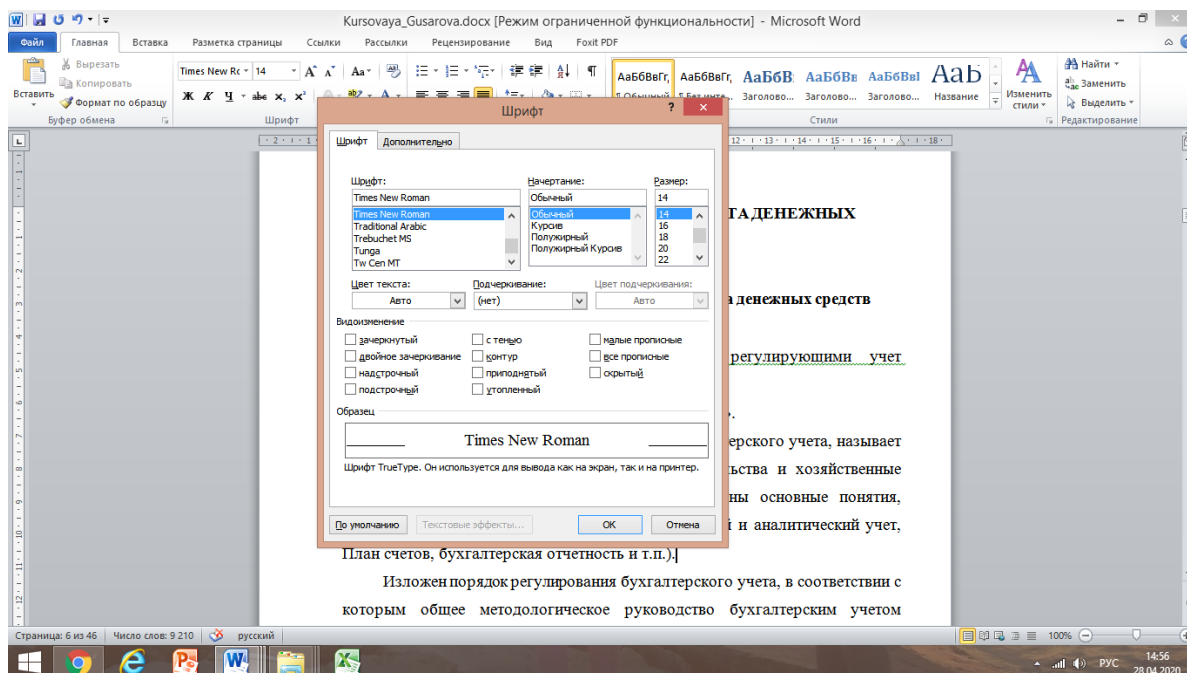 Kursovaya_Gusarova.docx [Режим ограниченной функциональности] - Microsoft Word
Файл Главная Вставка Разметка страницы Ссылки Рассылки Рецензирование Вид Foxit PDF
Вставить
Вырезать
Копировать
Формат по образцу
Буфер обмена
Times New Rc 14
Ж К Ч abc x, x²
Шрифт
АаБбВвГг, АаБбВвГг, АаБбВ АаБбВв АаБбВвІ АаЬ
¶ Обычный ¶ Без инте... Заголово... Заголово... Заголово... Название
Изменить стили
Стили
Найти
Заменить
Выделить
Редактирование
Шрифт
Шрифт Дополнительно
Шрифт: Начертание: Размер:
Times New Roman Обычный 14
Times New Roman Обычный 14
Traditional Arabic Курсив 16
Trebuchet MS Полужирный 18
Tunga Полужирный Курсив 20
Tw Cen MT 22
Цвет текста: Подчеркивание: Цвет подчеркивания:
Авто (нет) Авто
Видоизменение
зачеркнутый с тенью малые прописные
двойное зачеркивание контур все прописные
надстрочный приподнятый скрытый
подстрочный утопленный
Образец
Times New Roman
Шрифт TrueType. Он используется для вывода как на экран, так и на принтер.
По умолчанию Текстовые эффекты... ОК Отмена
ТА ДЕНЕЖНЫХ
а денежных средств
регулирующими учет
».
ерского учета, называет
ьства и хозяйственные
ны основные понятия,
й и аналитический учет,
План счетов, бухгалтерская отчетность и т.п.).
Изложен порядок регулирования бухгалтерского учета, в соответствии с
которым общее методологическое руководство бухгалтерским учетом
Страница: 6 из 46 Число слов: 9 210 русский 100%
РУС 14:56
28.04.2020